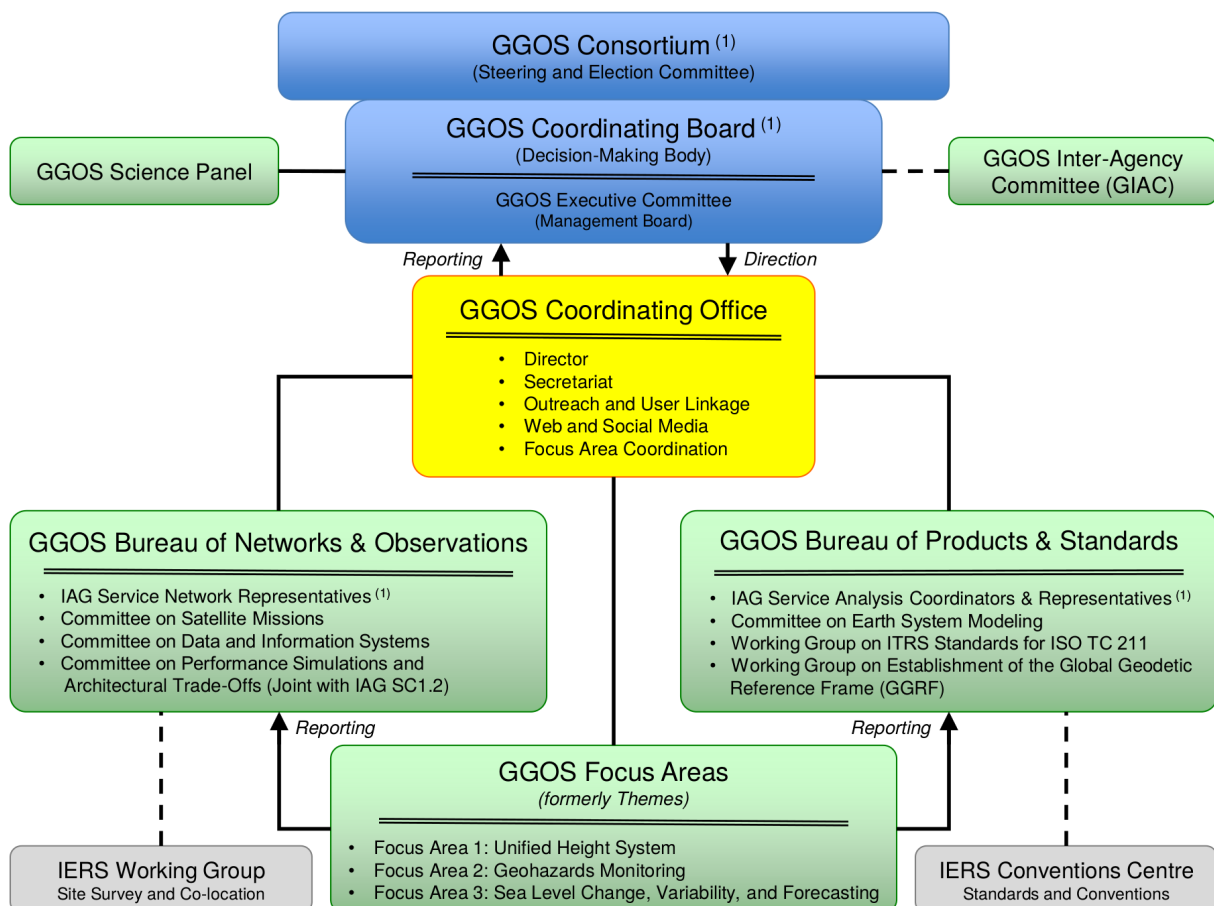 GGOS Consortium (1)
(Steering and Election Committee)
GGOS Coordinating Board (1)
(Decision-Making Body)
GGOS Executive Committee
(Management Board)
GGOS Science Panel
GGOS Inter-Agency
Committee (GIAC)
Reporting
Direction
GGOS Coordinating Office
• Director
• Secretariat
• Outreach and User Linkage
• Web and Social Media
• Focus Area Coordination
GGOS Bureau of Networks & Observations
• IAG Service Network Representatives (1)
• Committee on Satellite Missions
• Committee on Data and Information Systems
• Committee on Performance Simulations and
Architectural Trade-Offs (Joint with IAG SC1.2)
GGOS Bureau of Products & Standards
• IAG Service Analysis Coordinators & Representatives (1)
• Committee on Earth System Modeling
• Working Group on ITRS Standards for ISO TC 211
• Working Group on Establishment of the Global Geodetic
Reference Frame (GGRF)
Reporting
Reporting
GGOS Focus Areas
(formerly Themes)
• Focus Area 1: Unified Height System
• Focus Area 2: Geohazards Monitoring
• Focus Area 3: Sea Level Change, Variability, and Forecasting
IERS Working Group
Site Survey and Co-location
IERS Conventions Centre
Standards and Conventions